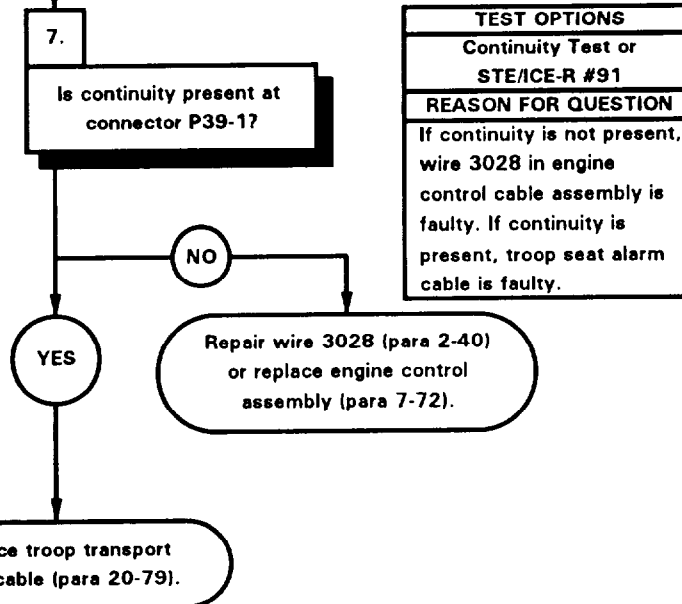 7.
Is continuity present at
connector P39-1?
TEST OPTIONS
Continuity Test or
STE/ICE-R #91
REASON FOR QUESTION
If continuity is not present,
wire 3028 in engine
control cable assembly is
faulty. If continuity is
present, troop seat alarm
cable is faulty.
NO
YES
Repair wire 3028 (para 2-40)
or replace engine control
assembly (para 7-72).
ce troop transport
cable (para 20-79).